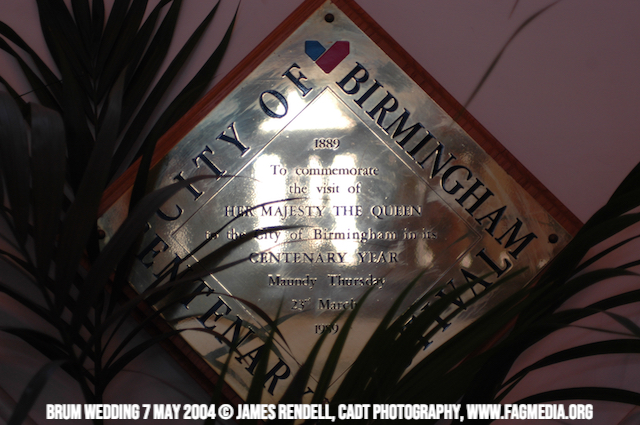 CITY OF BIRMINGHAM
CENTENARY
1889
To commemorate
the visit of
HER MAJESTY THE QUEEN
to the City of Birmingham in its
CENTENARY YEAR
Maundy Thursday
23rd March
1989
BRUM WEDDING 7 MAY 2004 © JAMES RENDELL, CADT PHOTOGRAPHY, WWW.FAGMEDIA.ORG